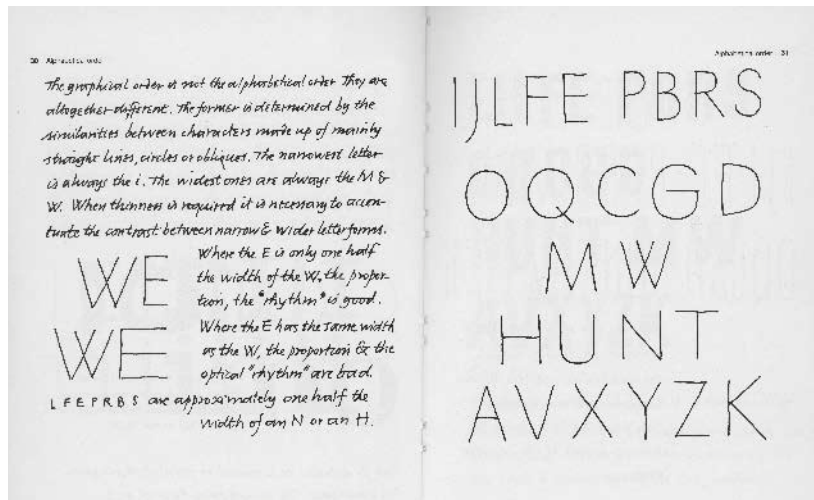 30 Alphabetical order
The graphical order is not the alphabetical order They are
altogether different. The former is determined by the
similarities between characters made up of mainly
straight lines, circles or obliques. The narrowest letter
is always the i. The widest ones are always the M &
W. When thinness is required it is necessary to accen-
tuate the contrast between narrow & wider letterforms.
WE
Where the E is only one half
the width of the W, the propor-
tion, the "rhythm" is good.
WE
Where the E has the same width
as the W, the proportion & the
optical "rhythm" are bad.
L F E P R B S are approximately one half the
width of an N or an H.
Alphabetical order 31
IJLFE PBRS
OQCGD
MW
HUNT
AVXYZK